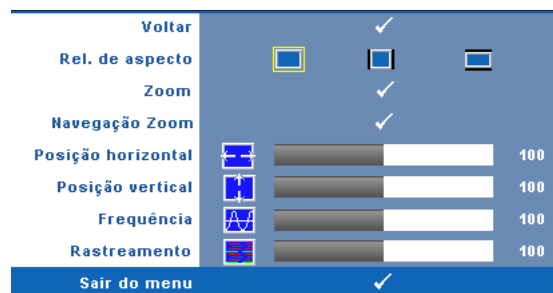 Voltar
Rel. de aspecto
Zoom
Navegação Zoom
Posição horizontal 100
Posição vertical 100
Frequência 100
Rastreamento 100
Sair do menu